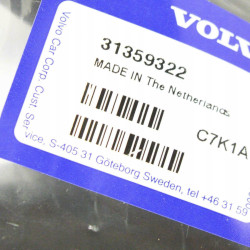 VOLV
31359322
MADE IN The Netherlands
C7K1A
Volvo Car Corp. Cust. Ser
vice, S-405 31 Göteborg Sweden, tel +46 31 59